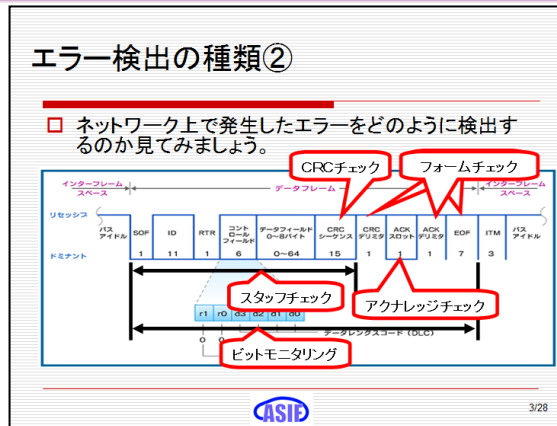 エラー検出の種類②
□ ネットワーク上で発生したエラーをどのように検出す
るのか見てみましょう。
CRCチェック
フォームチェック
インターフレーム
スペース
データフレーム
インターフレーム
スペース
リセッシブ
ドミナント
バス
アイドル
SOF
1
ID
11
RTR
1
コント
ロール
フィールド
6
データフィールド
0~8バイト
0~64
CRC
シーケンス
15
CRC
デリミタ
1
ACK
スロット
1
ACK
デリミタ
1
EOF
7
ITM
3
バス
アイドル
スタッフチェック
アクナレッジチェック
r1 r0 d3 d2 d1 d0
0 0
データレングスコード(DLC)
ビットモニタリング
ASIF
3/28